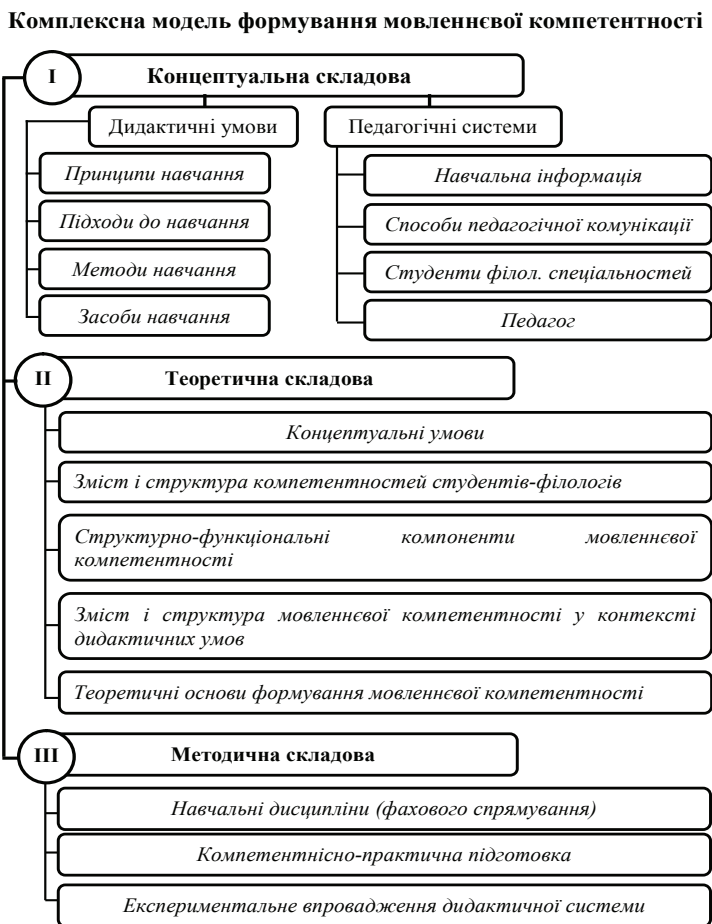 Комплексна модель формування мовленнєвої компетентності
I
Концептуальна складова
Дидактичні умови
Принципи навчання
Підходи до навчання
Методи навчання
Засоби навчання
Педагогічні системи
Навчальна інформація
Способи педагогічної комунікації
Студенти філол. спеціальностей
Педагог
II
Теоретична складова
Концептуальні умови
Зміст і структура компетентностей студентів-філологів
Структурно-функціональні компоненти мовленнєвої
компетентності
Зміст і структура мовленнєвої компетентності у контексті
дидактичних умов
Теоретичні основи формування мовленнєвої компетентності
III
Методична складова
Навчальні дисципліни (фахового спрямування)
Компетентнісно-практична підготовка
Експериментальне впровадження дидактичної системи